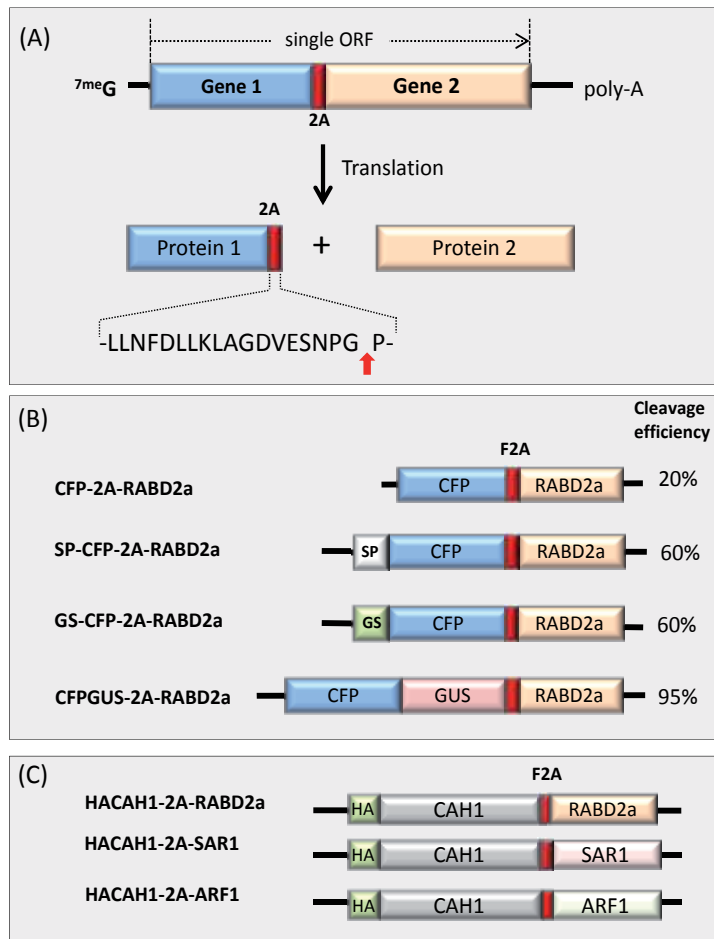 (A)
single ORF
7meG Gene 1 Gene 2 poly-A
2A
Translation
2A
Protein 1 + Protein 2
-LLNFDLLKLAGDVESNPG P-
(B)
Cleavage
efficiency
F2A
CFP-2A-RABD2a CFP RABD2a 20%
SP-CFP-2A-RABD2a SP CFP RABD2a 60%
GS-CFP-2A-RABD2a GS CFP RABD2a 60%
CFPGUS-2A-RABD2a CFP GUS RABD2a 95%
(C)
F2A
HACAH1-2A-RABD2a HA CAH1 RABD2a
HACAH1-2A-SAR1 HA CAH1 SAR1
HACAH1-2A-ARF1 HA CAH1 ARF1